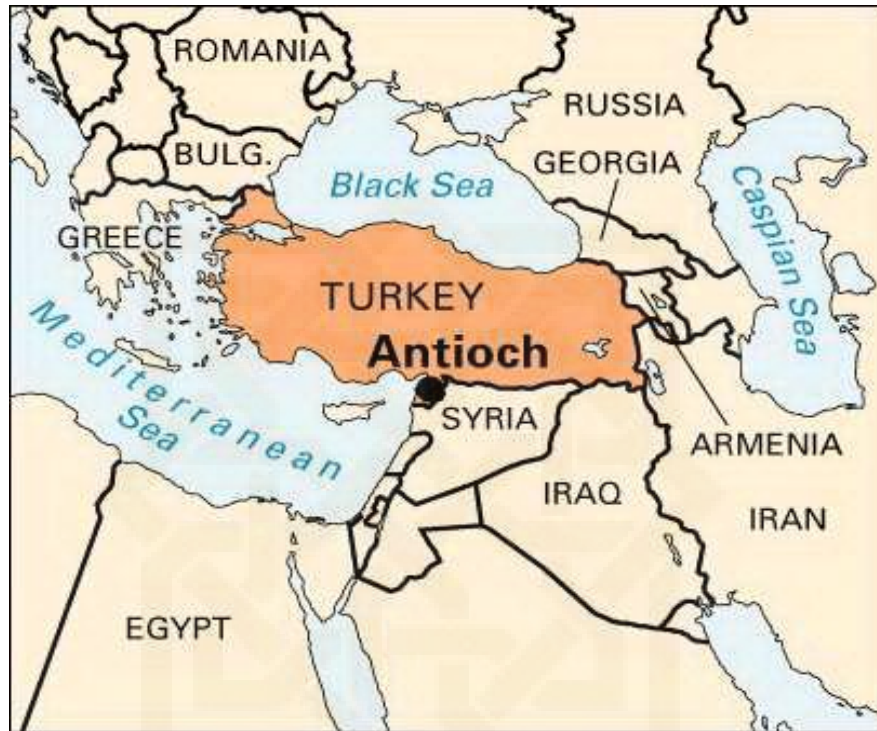 ROMANIA
RUSSIA
BULG.
GEORGIA
Black Sea
Caspian Sea
GREECE
TURKEY
Antioch
Mediterranean
Sea
SYRIA
ARMENIA
IRAQ
IRAN
EGYPT